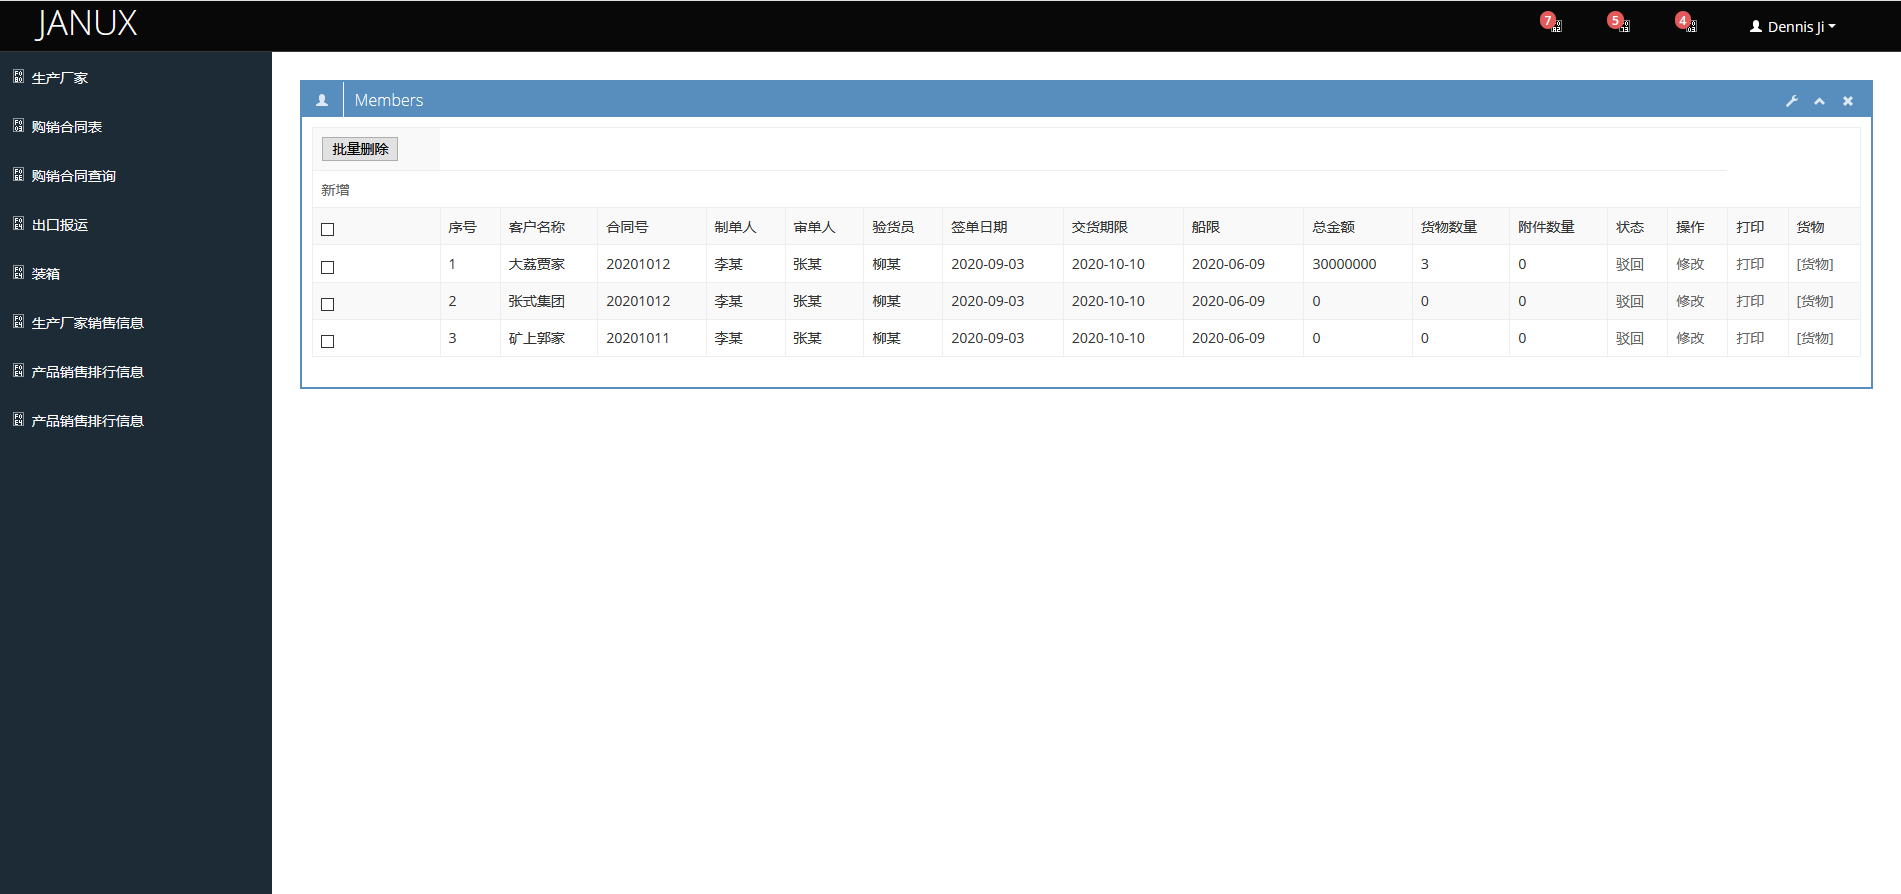 JANUX
7
5
4
Dennis Ji
生产厂家
购销合同表
购销合同查询
出口报运
装箱
生产厂家销售信息
产品销售排行信息
产品销售排行信息
Members
批量删除
新增
序号 客户名称 合同号 制单人 审单人 验货员 签单日期 交货期限 船限 总金额 货物数量 附件数量 状态 操作 打印 货物
1 大荔贾家 20201012 李某 张某 柳某 2020-09-03 2020-10-10 2020-06-09 30000000 3 0 驳回 修改 打印 [货物]
2 张式集团 20201012 李某 张某 柳某 2020-09-03 2020-10-10 2020-06-09 0 0 0 驳回 修改 打印 [货物]
3 矿上郭家 20201011 李某 张某 柳某 2020-09-03 2020-10-10 2020-06-09 0 0 0 驳回 修改 打印 [货物]